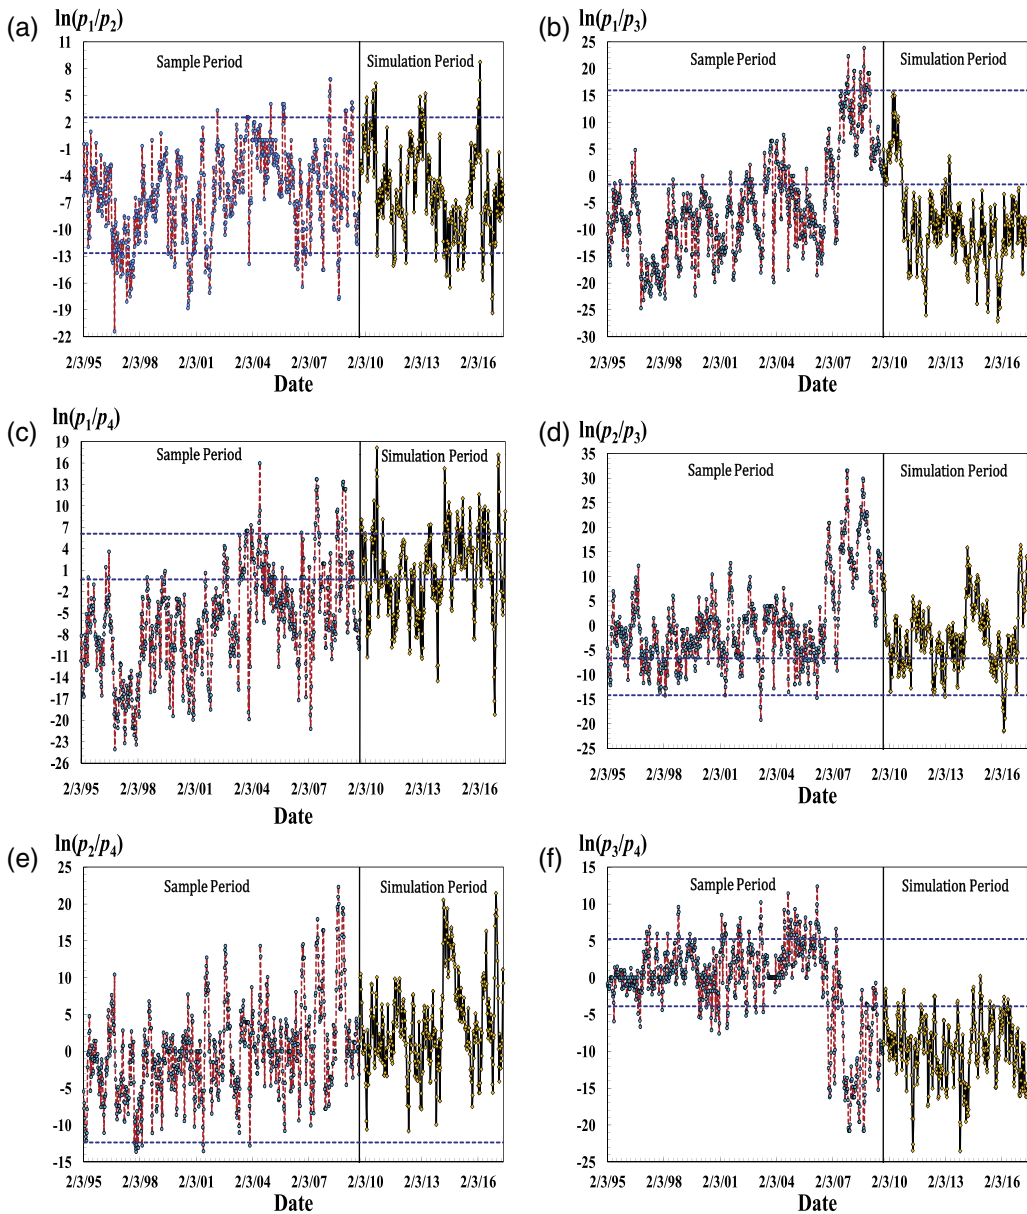 (a) ln(p1/p2)
Sample Period Simulation Period
11
8
5
2
-1
-4
-7
-10
-13
-16
-19
-22
2/3/95 2/3/98 2/3/01 2/3/04 2/3/07 2/3/10 2/3/13 2/3/16
Date
(b) ln(p1/p3)
Sample Period Simulation Period
25
20
15
10
5
0
-5
-10
-15
-20
-25
-30
2/3/95 2/3/98 2/3/01 2/3/04 2/3/07 2/3/10 2/3/13 2/3/16
Date
(c) ln(p1/p4)
Sample Period Simulation Period
19
16
13
10
7
4
1
-2
-5
-8
-11
-14
-17
-20
-23
-26
2/3/95 2/3/98 2/3/01 2/3/04 2/3/07 2/3/10 2/3/13 2/3/16
Date
(d) ln(p2/p3)
Sample Period Simulation Period
35
30
25
20
15
10
5
0
-5
-10
-15
-20
-25
2/3/95 2/3/98 2/3/01 2/3/04 2/3/07 2/3/10 2/3/13 2/3/16
Date
(e) ln(p2/p4)
Sample Period Simulation Period
25
20
15
10
5
0
-5
-10
-15
2/3/95 2/3/98 2/3/01 2/3/04 2/3/07 2/3/10 2/3/13 2/3/16
Date
(f) ln(p3/p4)
Sample Period Simulation Period
15
10
5
0
-5
-10
-15
-20
-25
2/3/95 2/3/98 2/3/01 2/3/04 2/3/07 2/3/10 2/3/13 2/3/16
Date